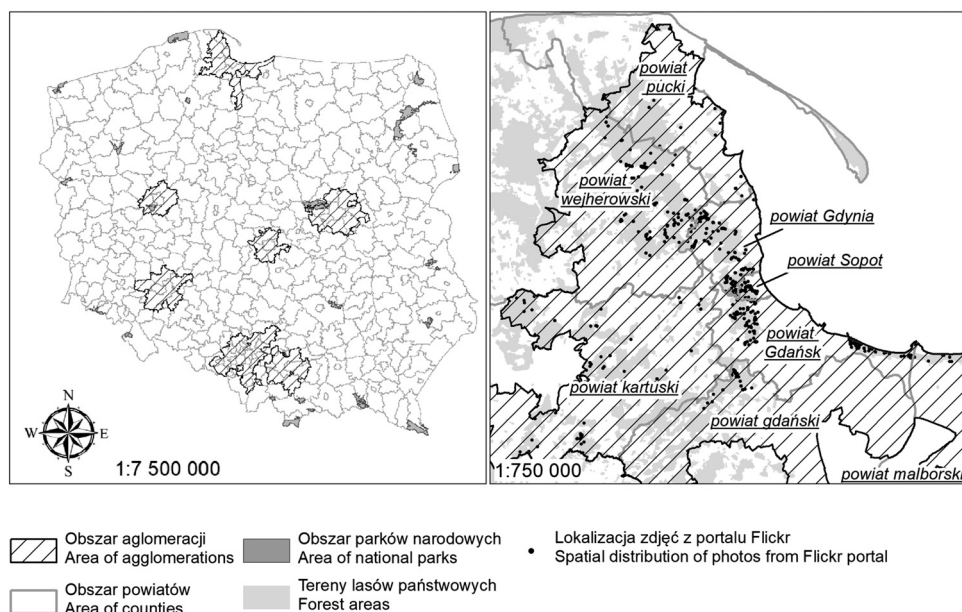 N
W E
S
1:7 500 000
powiat
pucki
powiat
wejherowski
powiat Gdynia
powiat Sopot
powiat
Gdańsk
powiat kartuski
powiat gdański
1:750 000
powiat malborski
Obszar aglomeracji
Area of agglomerations
Obszar powiatów
Area of counties
Obszar parków narodowych
Area of national parks
Tereny lasów państwowych
Forest areas
Lokalizacja zdjęć z portalu Flickr
Spatial distribution of photos from Flickr portal